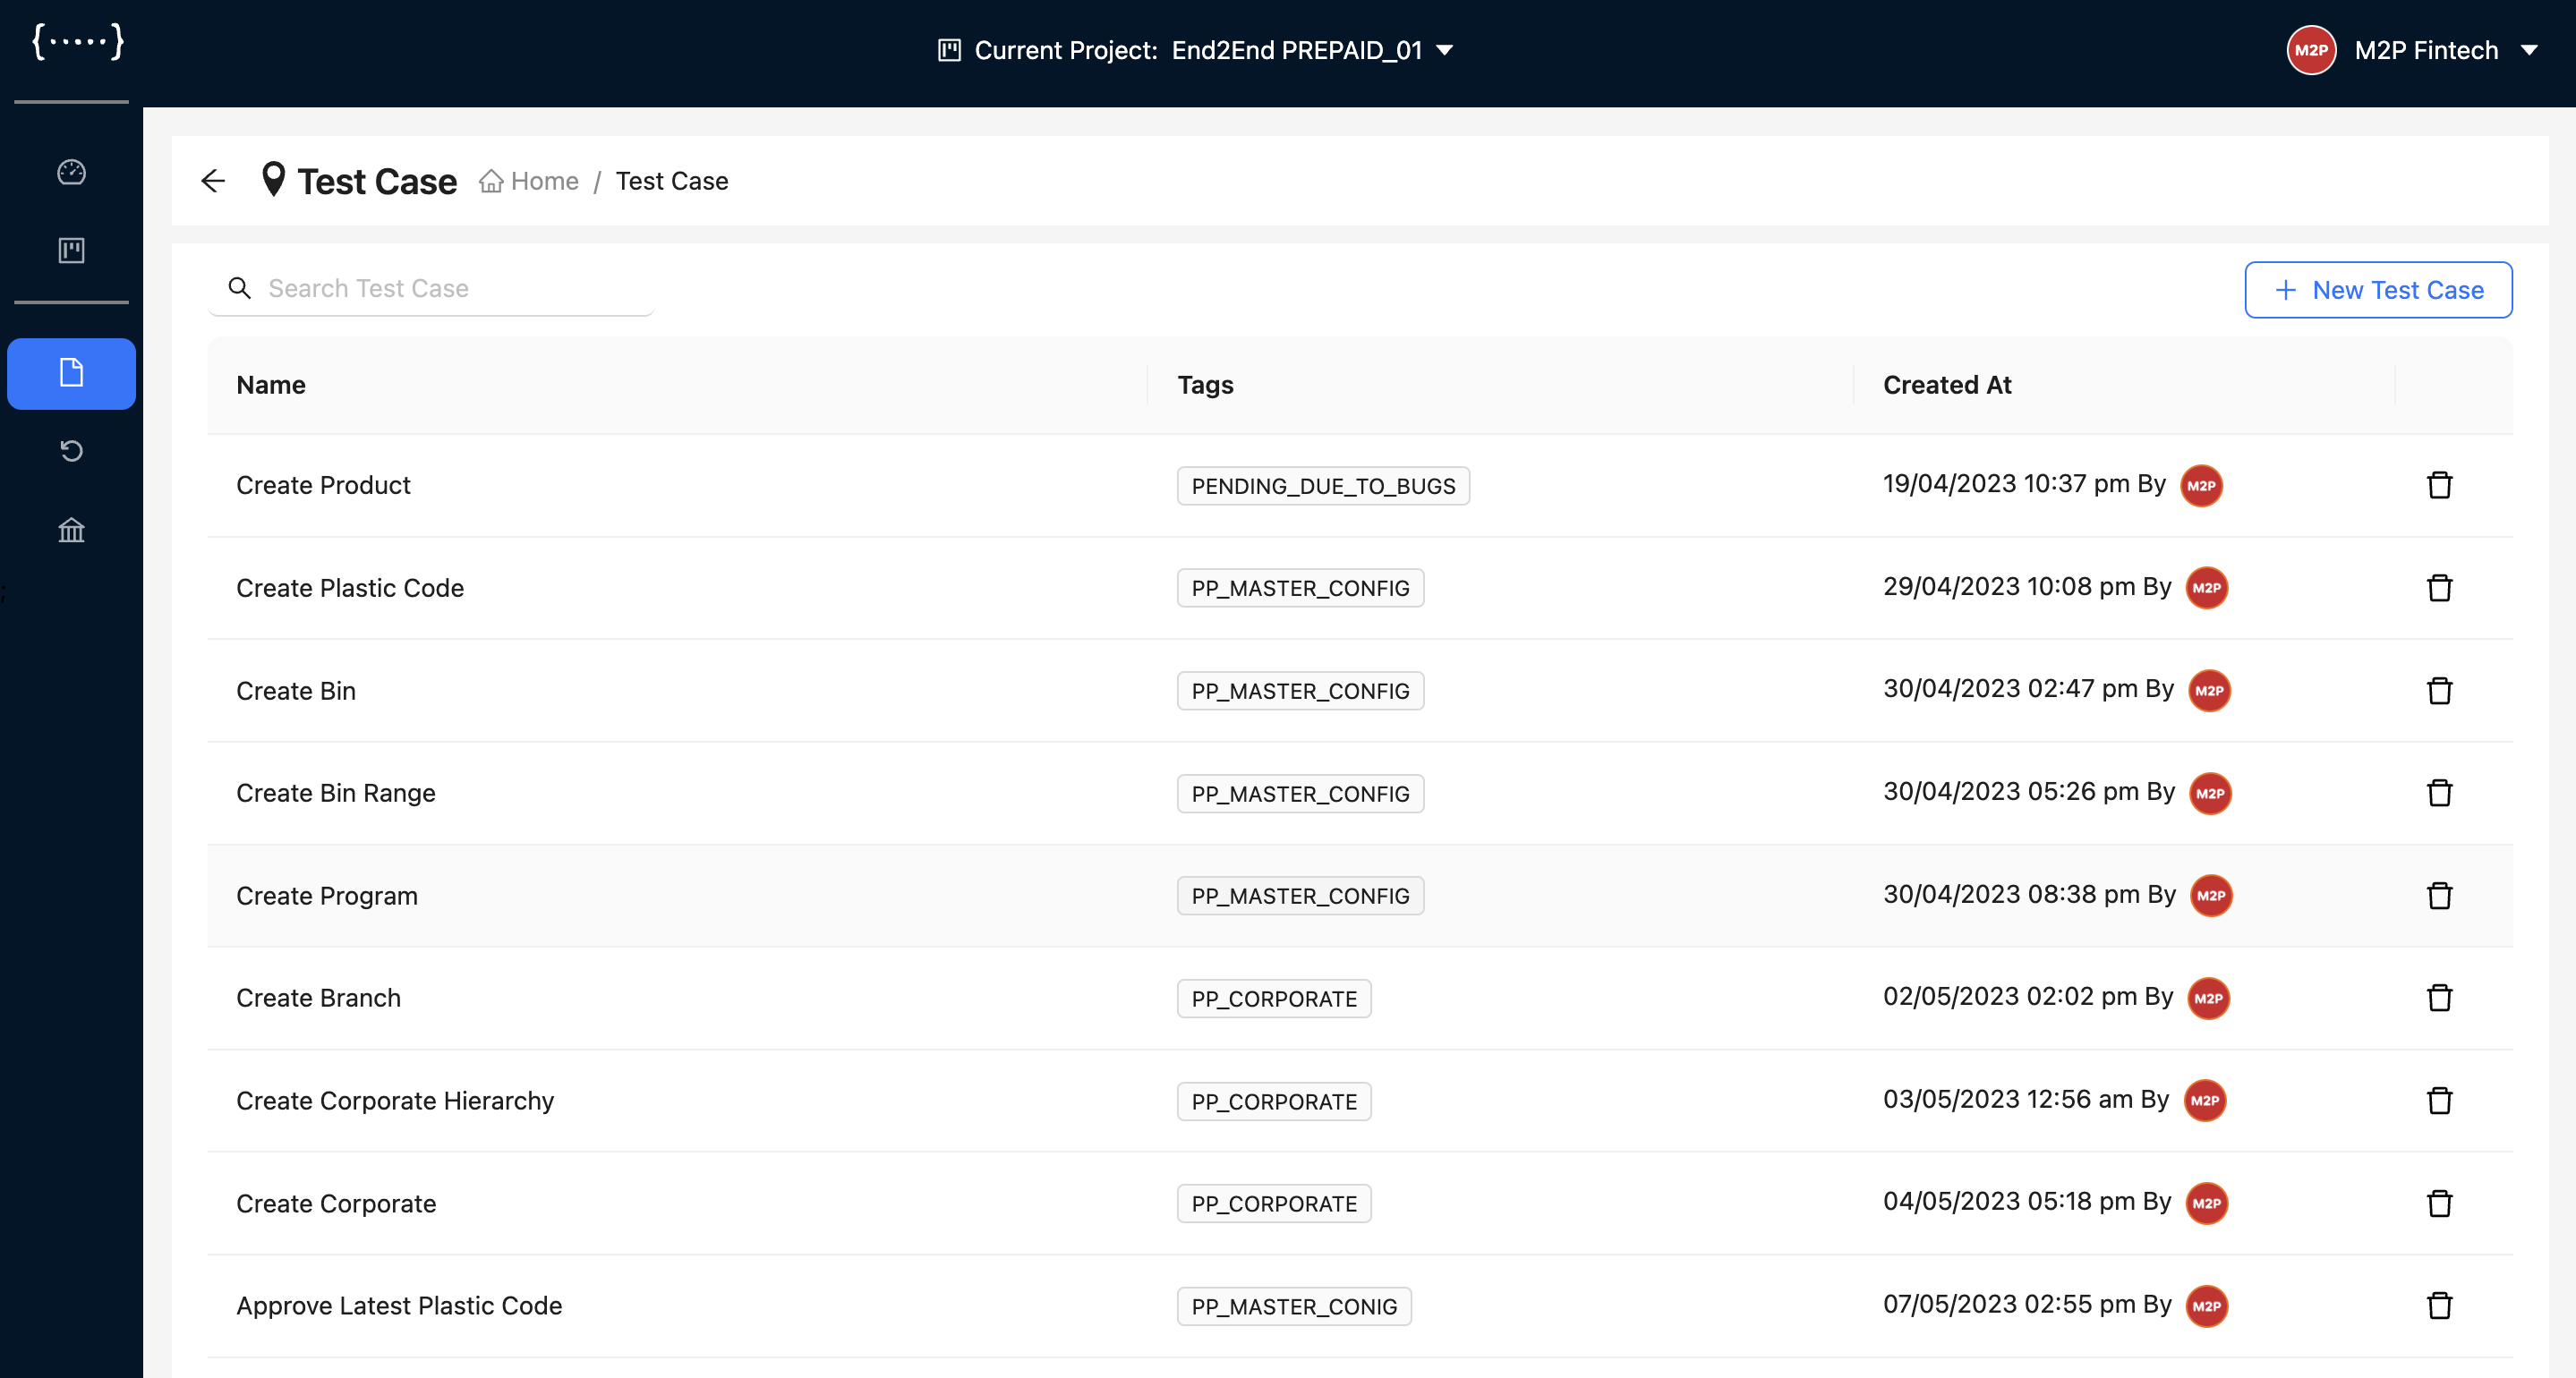 {·····}
Current Project: End2End PREPAID_01
M2P M2P Fintech
Test Case Home / Test Case
Search Test Case
+ New Test Case
Name Tags Created At
Create Product PENDING_DUE_TO_BUGS 19/04/2023 10:37 pm By M2P
Create Plastic Code PP_MASTER_CONFIG 29/04/2023 10:08 pm By M2P
;
Create Bin PP_MASTER_CONFIG 30/04/2023 02:47 pm By M2P
Create Bin Range PP_MASTER_CONFIG 30/04/2023 05:26 pm By M2P
Create Program PP_MASTER_CONFIG 30/04/2023 08:38 pm By M2P
Create Branch PP_CORPORATE 02/05/2023 02:02 pm By M2P
Create Corporate Hierarchy PP_CORPORATE 03/05/2023 12:56 am By M2P
Create Corporate PP_CORPORATE 04/05/2023 05:18 pm By M2P
Approve Latest Plastic Code PP_MASTER_CONIG 07/05/2023 02:55 pm By M2P